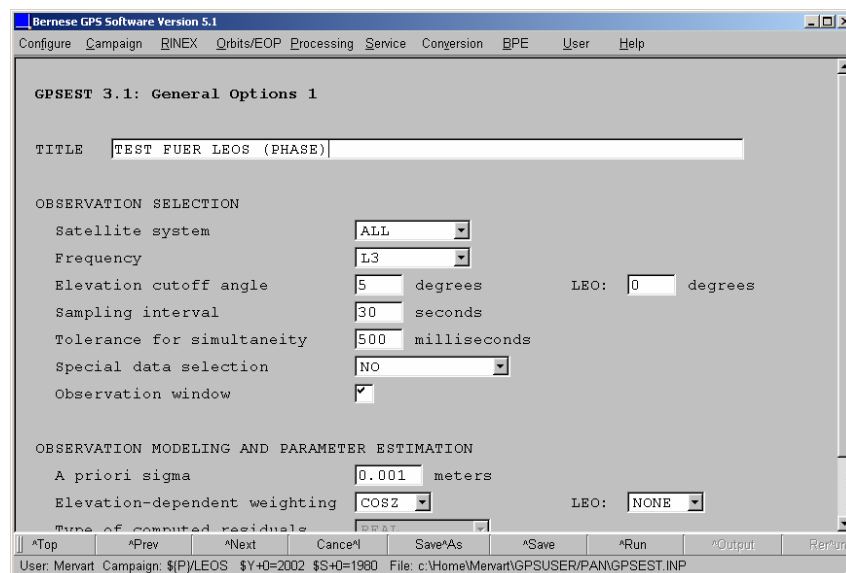 Bernese GPS Software Version 5.1
Configure Campaign RINEX Orbits/EOP Processing Service Conversion BPE User Help
GPSEST 3.1: General Options 1
TITLE TEST FUER LEOS (PHASE)
OBSERVATION SELECTION
Satellite system ALL
Frequency L3
Elevation cutoff angle 5 degrees LEO: 0 degrees
Sampling interval 30 seconds
Tolerance for simultaneity 500 milliseconds
Special data selection NO
Observation window
OBSERVATION MODELING AND PARAMETER ESTIMATION
A priori sigma 0.001 meters
Elevation-dependent weighting COSZ LEO: NONE
Type of computed residuals REAL
^Top ^Prev ^Next Cance^l Save^As ^Save ^Run ^Output Rer^un
User: Mervart Campaign: ${P}/LEOS $Y+0=2002 $S+0=1980 File: c:\Home\Mervart\GPSUSER/PAN\GPSEST.INP